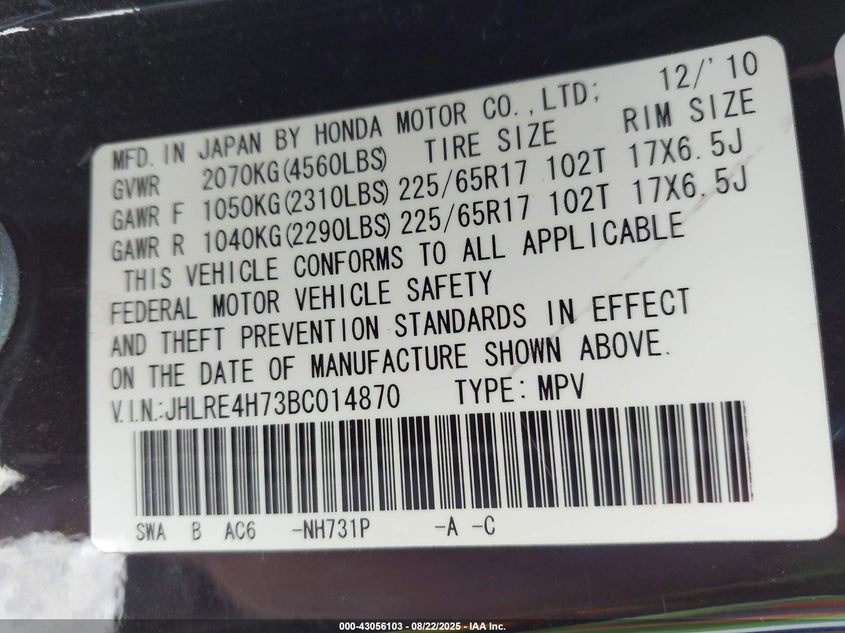 MFD. IN JAPAN BY HONDA MOTOR CO.,LTD; 12/'10
GVWR 2070KG(4560LBS) TIRE SIZE RIM SIZE
GAWR F 1050KG(2310LBS) 225/65R17 102T 17X6.5J
GAWR R 1040KG(2290LBS) 225/65R17 102T 17X6.5J
THIS VEHICLE CONFORMS TO ALL APPLICABLE
FEDERAL MOTOR VEHICLE SAFETY
AND THEFT PREVENTION STANDARDS IN EFFECT
ON THE DATE OF MANUFACTURE SHOWN ABOVE.
V.I.N.:JHLRE4H73BC014870 TYPE: MPV
SWA B AC6 -NH731P -A -C
000-43056103 - 08/22/2025 - IAA Inc.